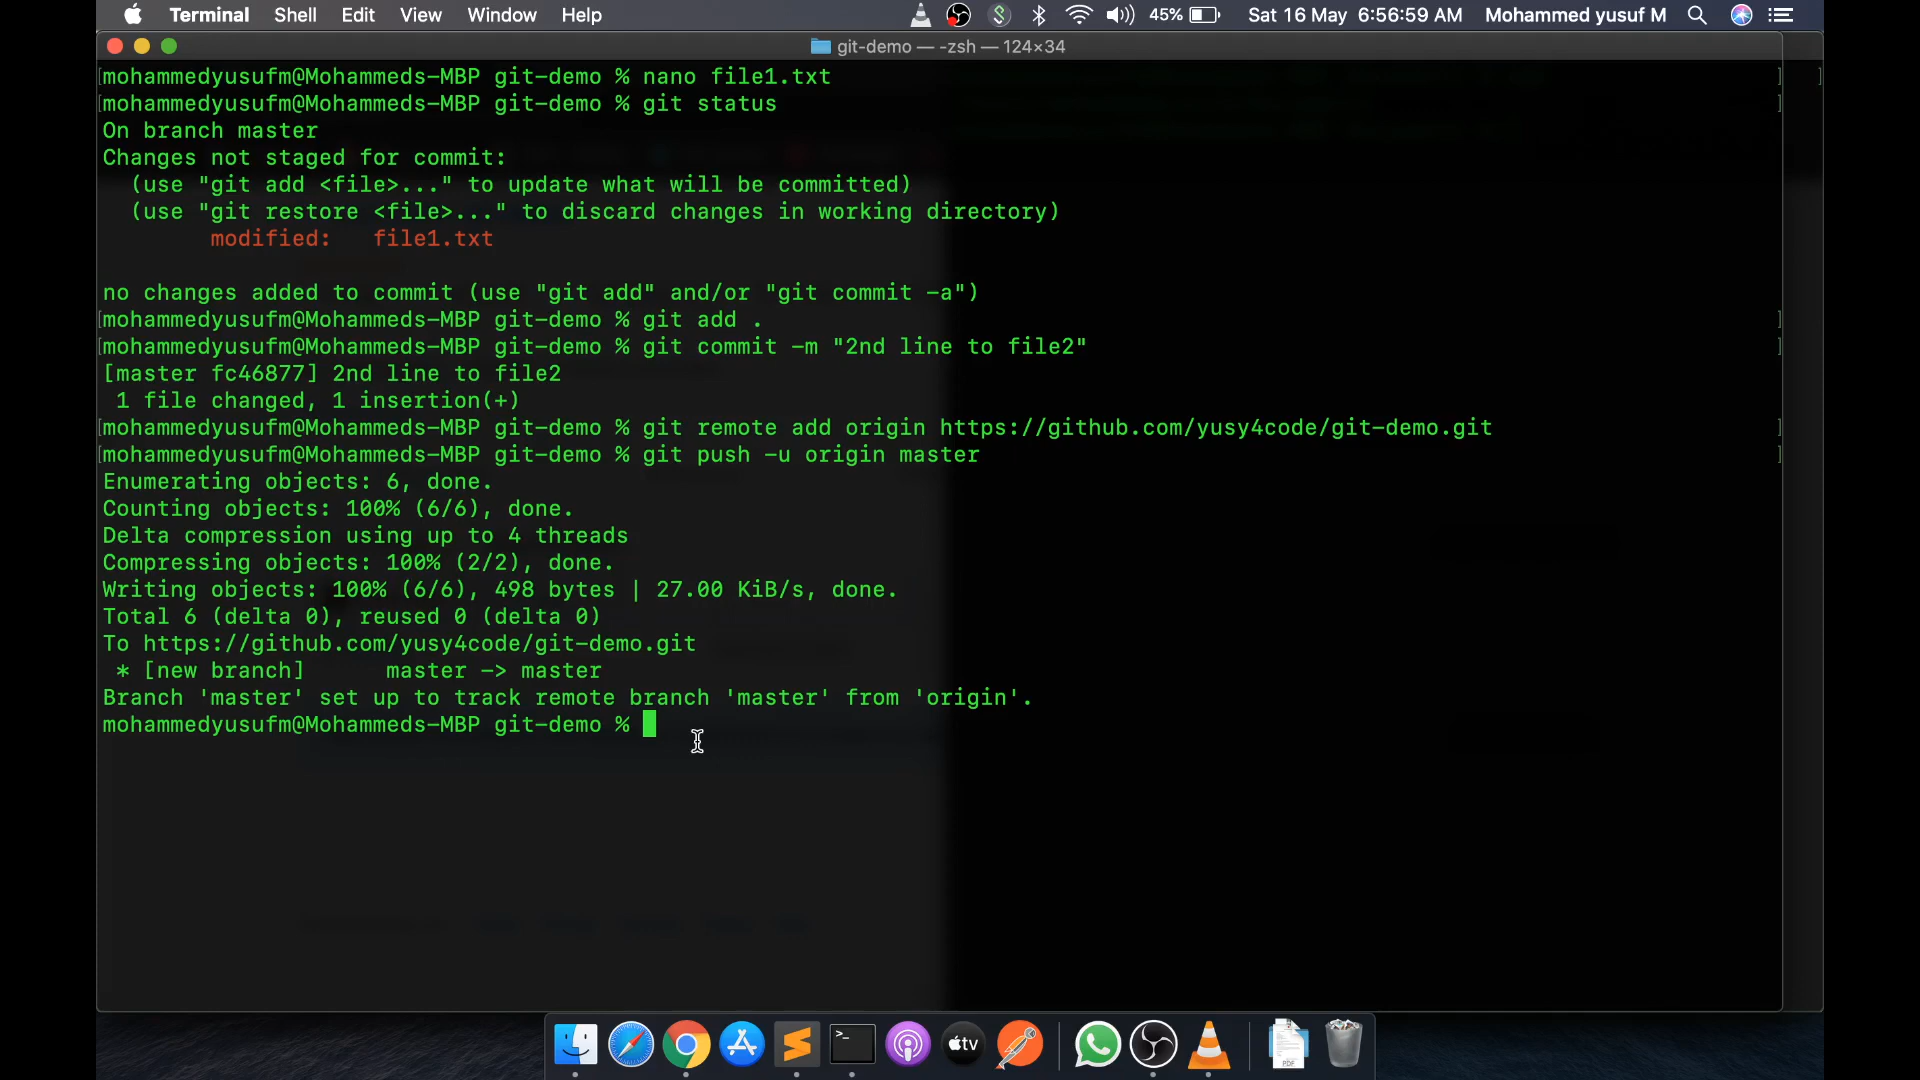 Terminal Shell Edit View Window Help 45% Sat 16 May 6:56:59 AM Mohammed yusuf M
git-demo — -zsh — 124×34
[mohammedyusufm@Mohammeds-MBP git-demo % nano file1.txt ] ]
[mohammedyusufm@Mohammeds-MBP git-demo % git status ]
On branch master
Changes not staged for commit:
  (use "git add <file>..." to update what will be committed)
  (use "git restore <file>..." to discard changes in working directory)
        modified:   file1.txt
no changes added to commit (use "git add" and/or "git commit -a")
[mohammedyusufm@Mohammeds-MBP git-demo % git add . ]
[mohammedyusufm@Mohammeds-MBP git-demo % git commit -m "2nd line to file2" ]
[master fc46877] 2nd line to file2
 1 file changed, 1 insertion(+)
[mohammedyusufm@Mohammeds-MBP git-demo % git remote add origin https://github.com/yusy4code/git-demo.git ]
[mohammedyusufm@Mohammeds-MBP git-demo % git push -u origin master ]
Enumerating objects: 6, done.
Counting objects: 100% (6/6), done.
Delta compression using up to 4 threads
Compressing objects: 100% (2/2), done.
Writing objects: 100% (6/6), 498 bytes | 27.00 KiB/s, done.
Total 6 (delta 0), reused 0 (delta 0)
To https://github.com/yusy4code/git-demo.git
 * [new branch]      master -> master
Branch 'master' set up to track remote branch 'master' from 'origin'.
mohammedyusufm@Mohammeds-MBP git-demo %
tv
PDF